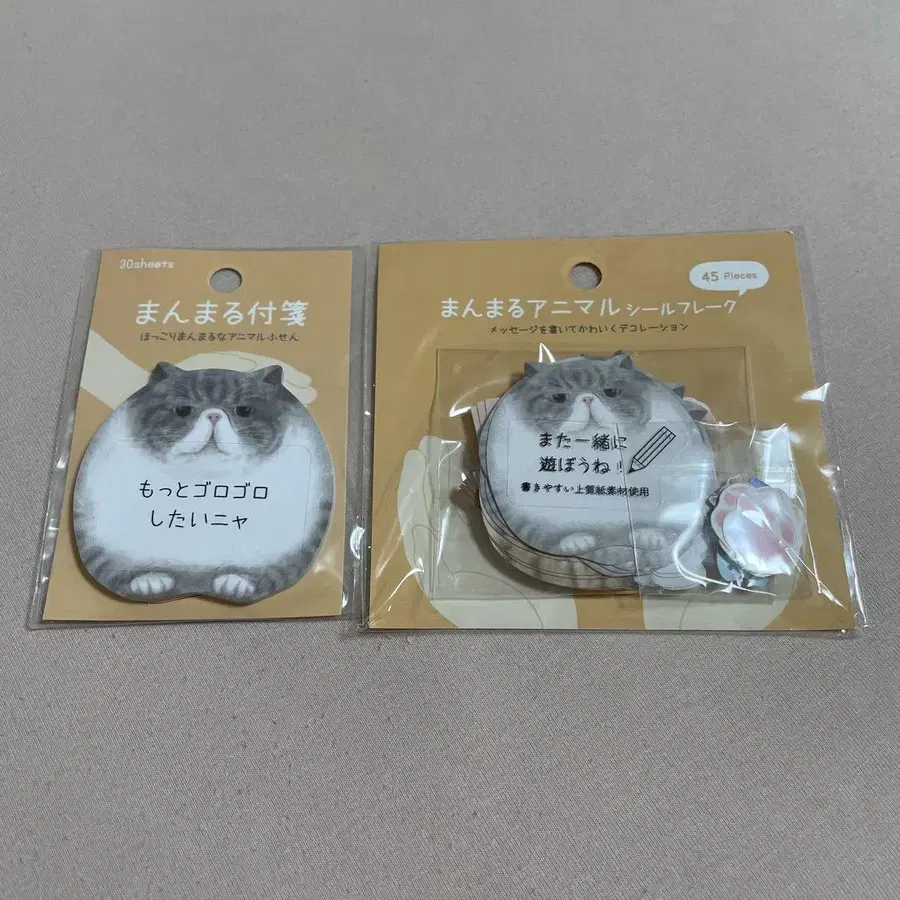 30sheets
まんまる付箋
ほっこりまんまるなアニマルふせん
もっとゴロゴロ
したいニャ
45 Pieces
まんまるアニマル シールフレーク
メッセージを書いてかわいくデコレーション
また一緒に
遊ぼうね!
書きやすい上質紙素材使用